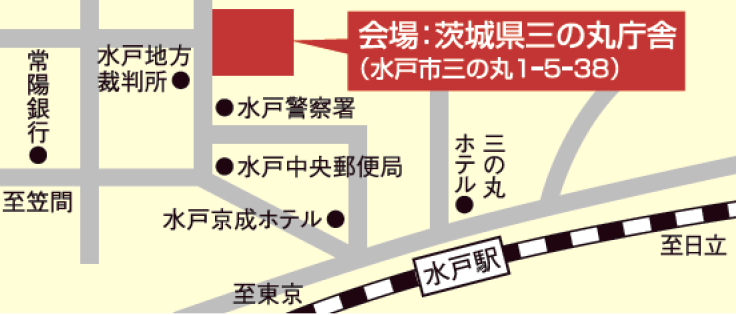 会場：茨城県三の丸庁舎
（水戸市三の丸1-5-38）
水戸地方
裁判所
常陽銀行
水戸警察署
水戸中央郵便局
三の丸
ホテル
至笠間
水戸京成ホテル
水戸駅
至日立
至東京